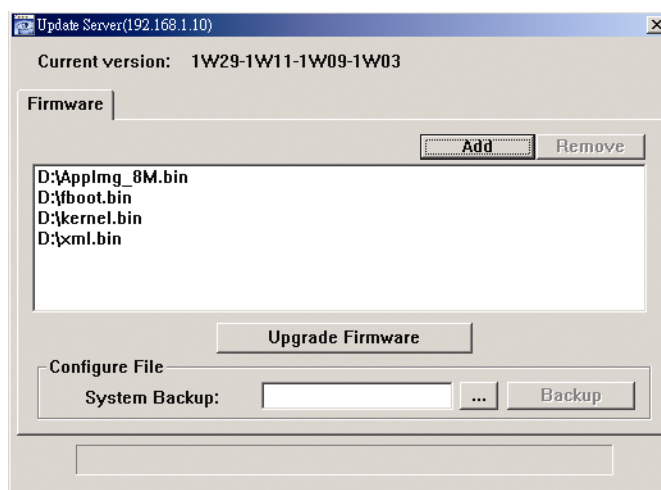 Update Server(192.168.1.10)
Current version: 1W29-1W11-1W09-1W03
Firmware
Add Remove
D:\AppImg_8M.bin
D:\fboot.bin
D:\kernel.bin
D:\xml.bin
Upgrade Firmware
Configure File
System Backup: ... Backup